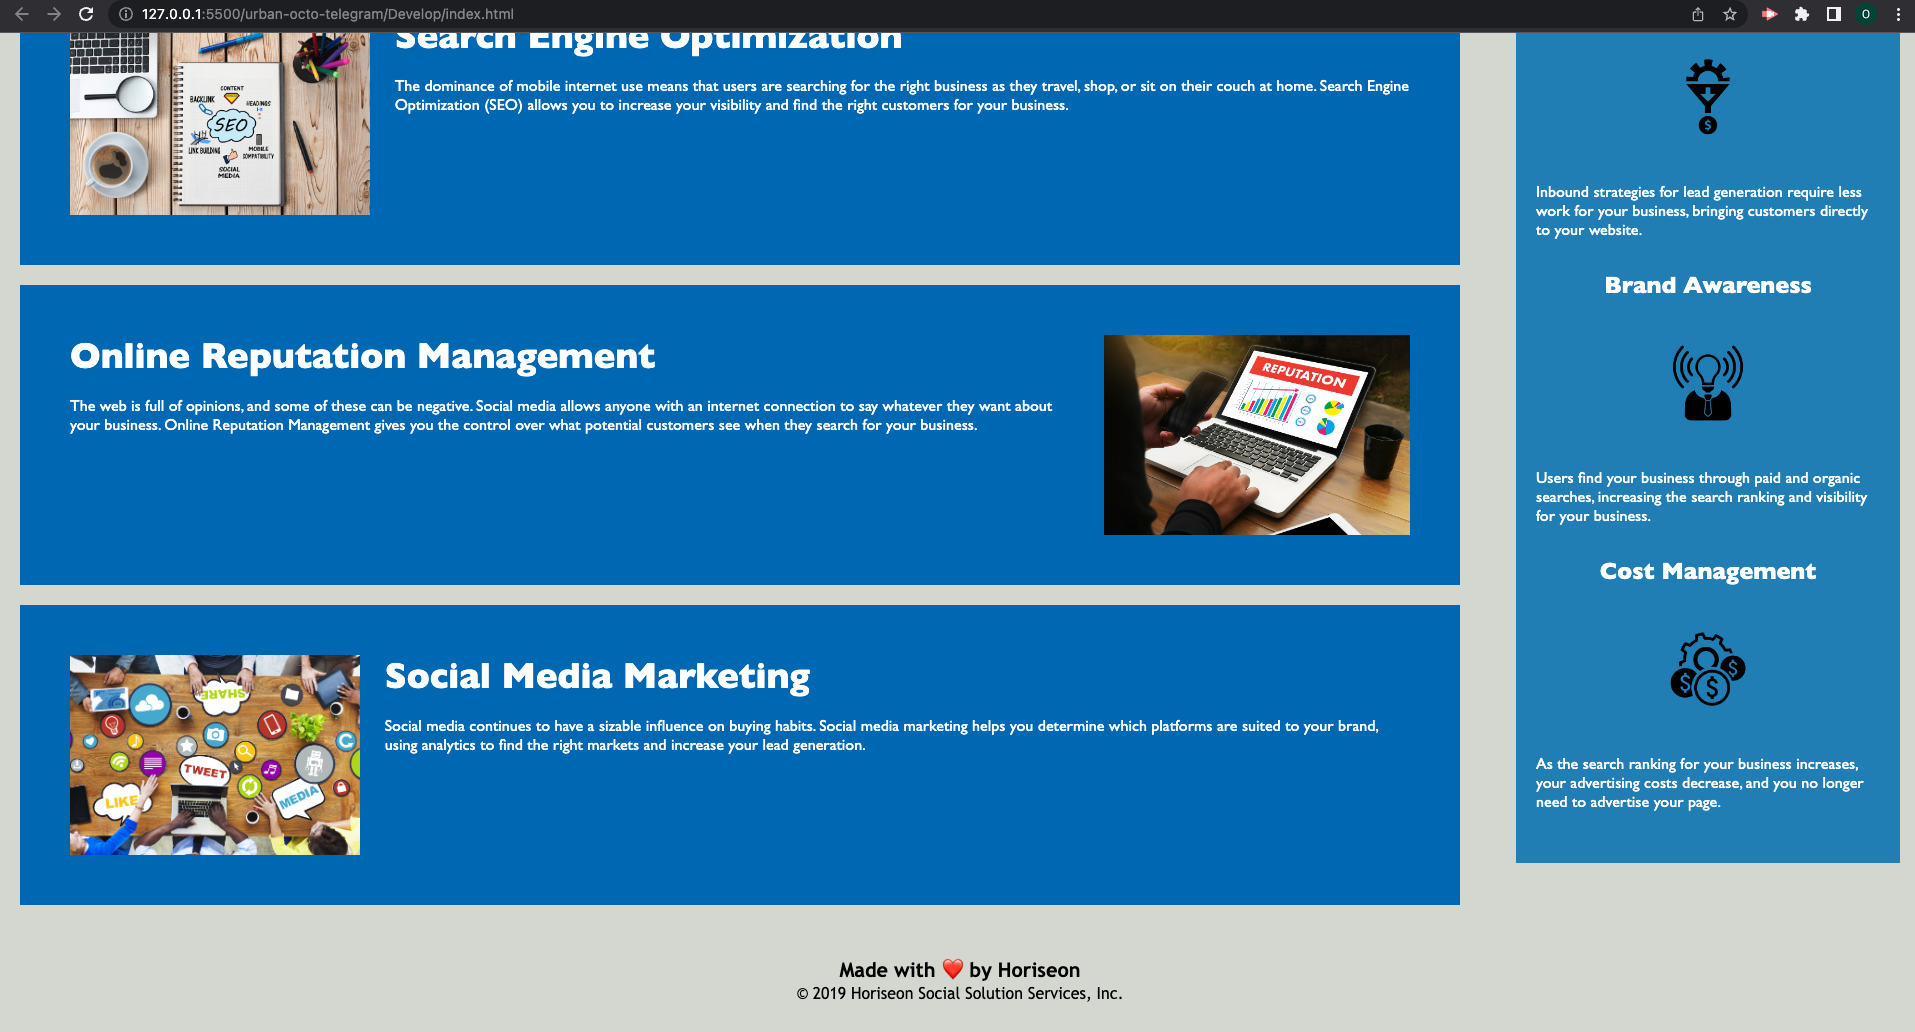 127.0.0.1:5500/urban-octo-telegram/Develop/index.html
O
Search Engine Optimization
The dominance of mobile internet use means that users are searching for the right business as they travel, shop, or sit on their couch at home. Search Engine
Optimization (SEO) allows you to increase your visibility and find the right customers for your business.
CONTENT
BACKLINK
HEADINGS
SEO
LINK BUILDING
MOBILE
COMPATIBILITY
SOCIAL
MEDIA
Online Reputation Management
The web is full of opinions, and some of these can be negative. Social media allows anyone with an internet connection to say whatever they want about
your business. Online Reputation Management gives you the control over what potential customers see when they search for your business.
REPUTATION
SHARE
TWEET
LIKE
MEDIA
Social Media Marketing
Social media continues to have a sizable influence on buying habits. Social media marketing helps you determine which platforms are suited to your brand,
using analytics to find the right markets and increase your lead generation.
$
Inbound strategies for lead generation require less
work for your business, bringing customers directly
to your website.
Brand Awareness
Users find your business through paid and organic
searches, increasing the search ranking and visibility
for your business.
Cost Management
$ $ $
As the search ranking for your business increases,
your advertising costs decrease, and you no longer
need to advertise your page.
Made with ❤️ by Horiseon
© 2019 Horiseon Social Solution Services, Inc.